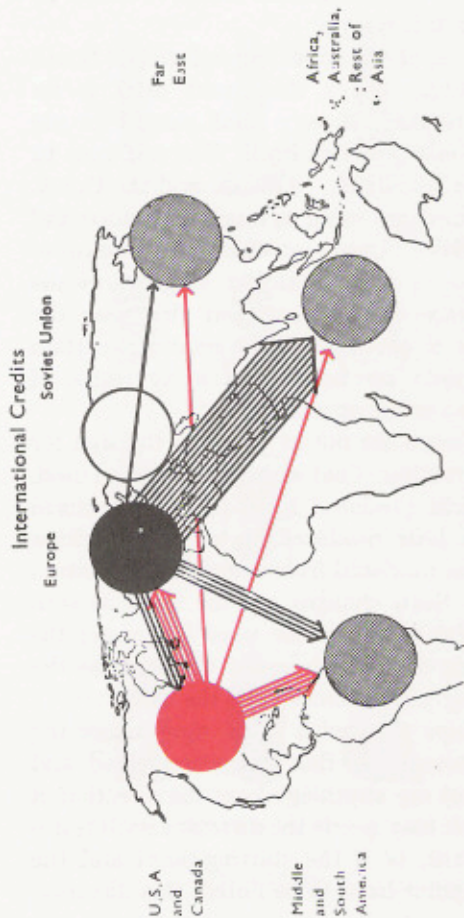 International Credits
Europe
Soviet Union
U.S.A
and
Canada
Far
East
Middle
and
South
America
Africa,
Australia,
Rest of
Asia